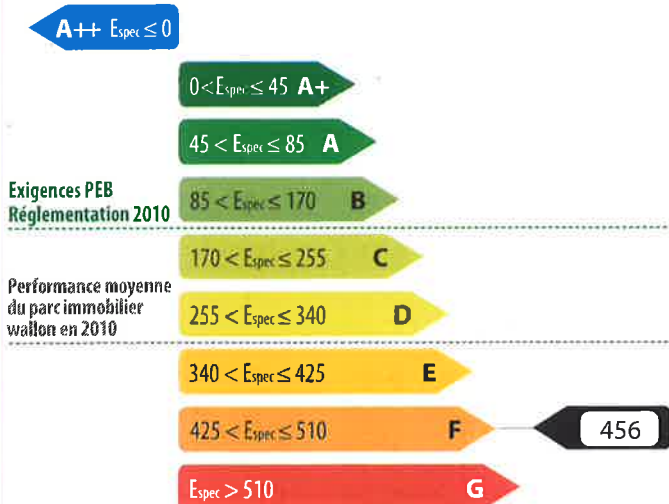 A++ Espec ≤ 0
0 < Espec ≤ 45 A+
45 < Espec ≤ 85 A
Exigences PEB
Réglementation 2010
85 < Espec ≤ 170 B
170 < Espec ≤ 255 C
Performance moyenne
du parc immobilier
wallon en 2010
255 < Espec ≤ 340 D
340 < Espec ≤ 425 E
425 < Espec ≤ 510 F
456
Espec > 510 G